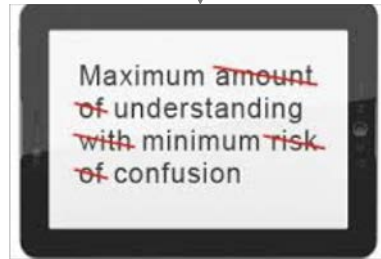 Maximum amount
of understanding
with minimum risk
of confusion